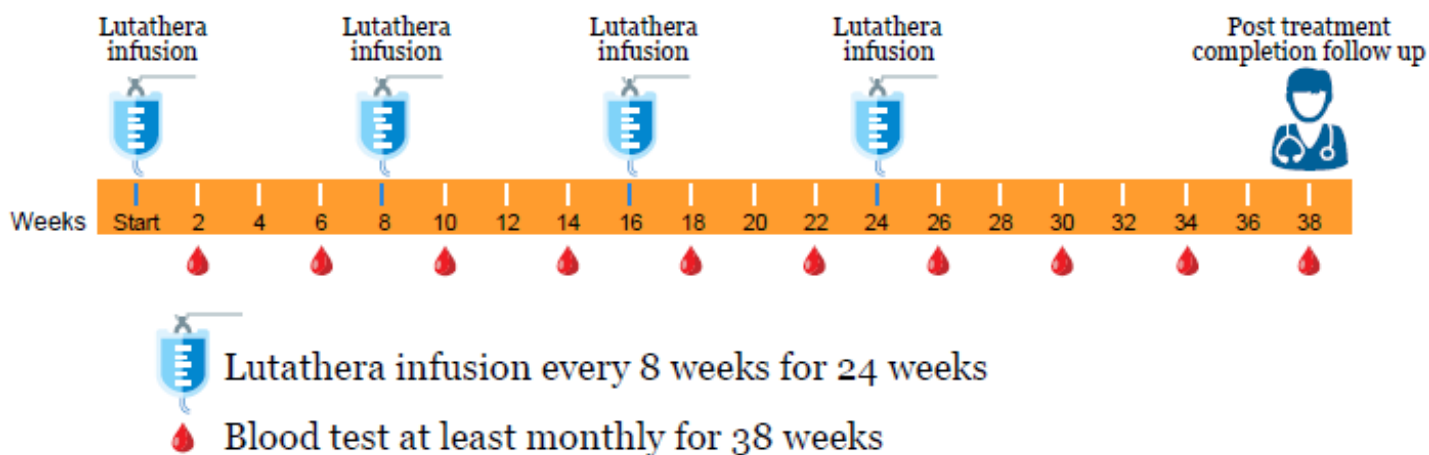 Lutathera infusion
Lutathera infusion
Lutathera infusion
Lutathera infusion
Post treatment completion follow up
Weeks Start 2 4 6 8 10 12 14 16 18 20 22 24 26 28 30 32 34 36 38
Lutathera infusion every 8 weeks for 24 weeks
Blood test at least monthly for 38 weeks